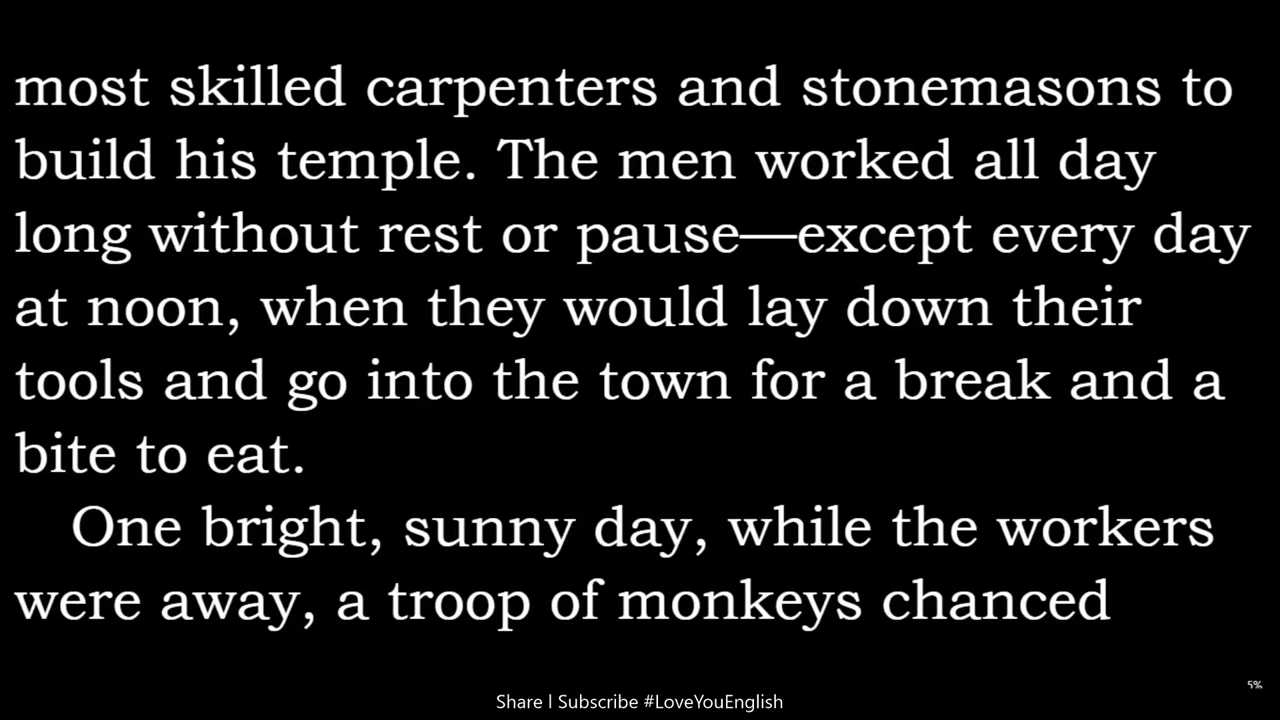 most skilled carpenters and stonemasons to
build his temple. The men worked all day
long without rest or pause—except every day
at noon, when they would lay down their
tools and go into the town for a break and a
bite to eat.
One bright, sunny day, while the workers
were away, a troop of monkeys chanced
5%
Share | Subscribe #LoveYouEnglish